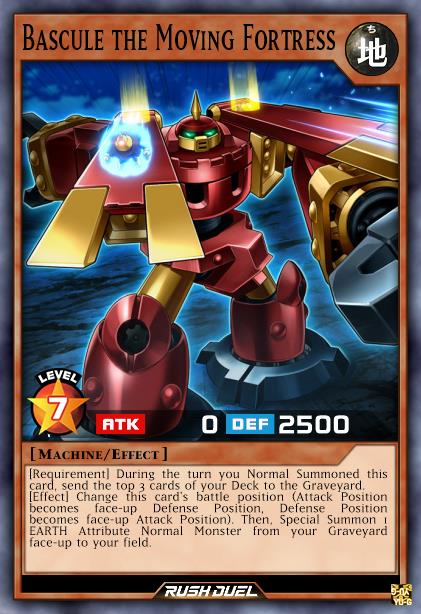 BASCULE THE MOVING FORTRESS
ち
地
LEVEL
7
ATK 0 DEF 2500
[MACHINE/EFFECT]
[Requirement] During the turn you Normal Summoned this
card, send the top 3 cards of your Deck to the Graveyard.
[Effect] Change this card's battle position (Attack Position
becomes face-up Defense Position, Defense Position
becomes face-up Attack Position). Then, Special Summon 1
EARTH Attribute Normal Monster from your Graveyard
face-up to your field.
RUSH DUEL